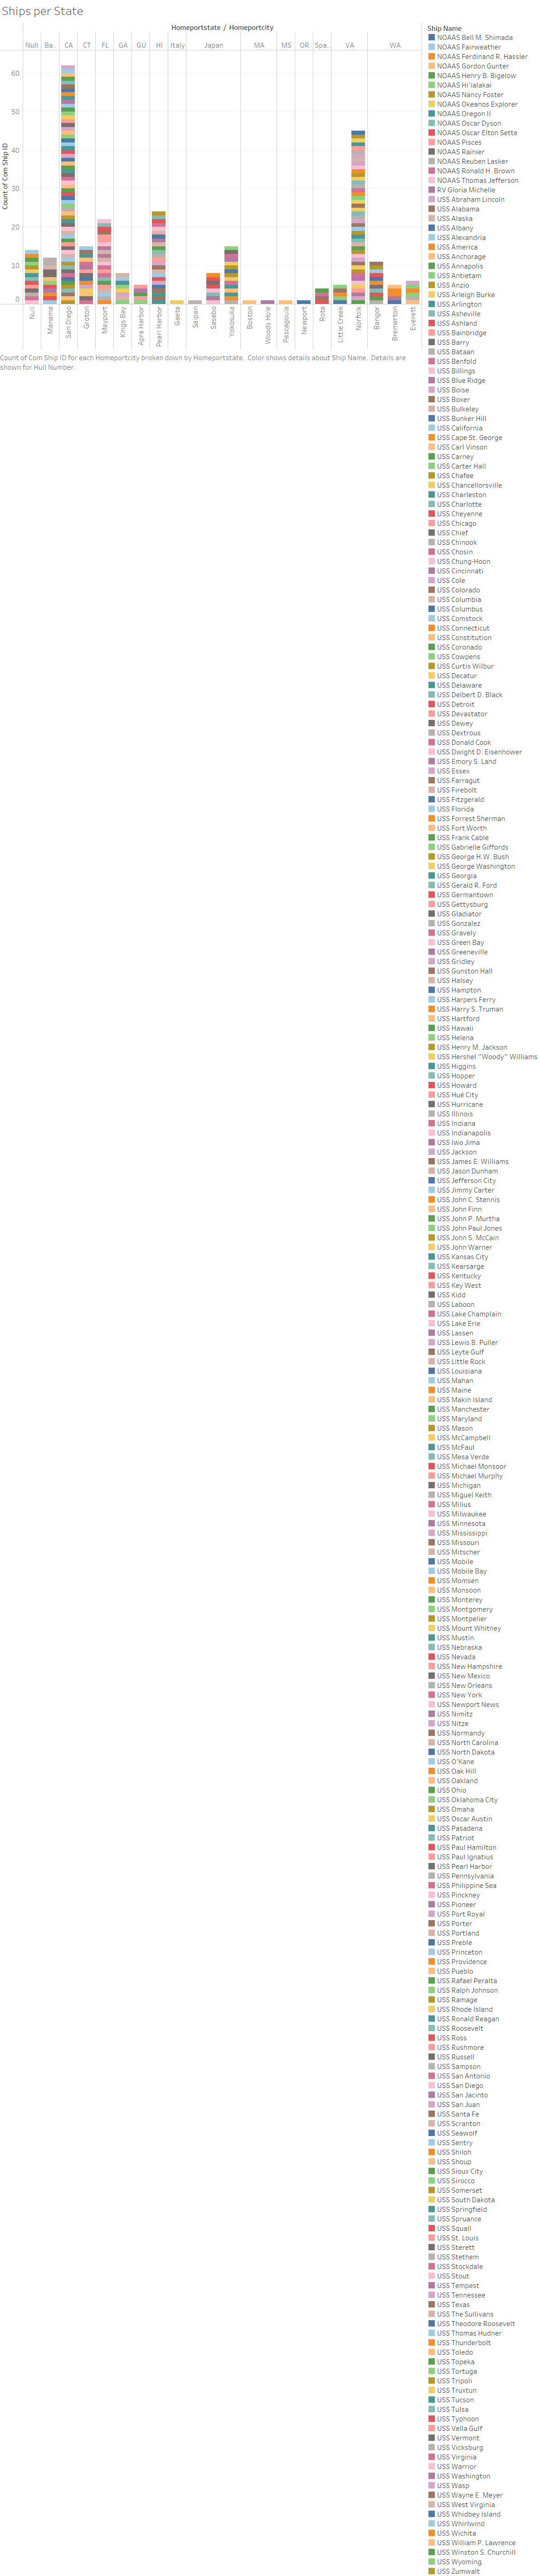 Ships per State
Homeportstate / Homeportcity
Null Ba.. CA CT FL GA GU HI Italy Japan MA MS OR Spa.. VA WA
Count of Com Ship ID
60
50
40
30
20
10
0
Null
Manama
San Diego
Groton
Mayport
Kings Bay
Apra Harbor
Pearl Harbor
Gaeta
Saipan
Sasebo
Yokosuka
Boston
Woods Hole
Pascagoula
Newport
Rota
Little Creek
Norfolk
Bangor
Bremerton
Everett
Count of Com Ship ID for each Homeportcity broken down by Homeportstate. Color shows details about Ship Name. Details are
shown for Hull Number.
Ship Name
NOAAS Bell M. Shimada
NOAAS Fairweather
NOAAS Ferdinand R. Hassler
NOAAS Gordon Gunter
NOAAS Henry B. Bigelow
NOAAS Hi'ialakai
NOAAS Nancy Foster
NOAAS Okeanos Explorer
NOAAS Oregon II
NOAAS Oscar Dyson
NOAAS Oscar Elton Sette
NOAAS Pisces
NOAAS Rainier
NOAAS Reuben Lasker
NOAAS Ronald H. Brown
NOAAS Thomas Jefferson
RV Gloria Michelle
USS Abraham Lincoln
USS Alabama
USS Alaska
USS Albany
USS Alexandria
USS America
USS Anchorage
USS Annapolis
USS Antietam
USS Anzio
USS Arleigh Burke
USS Arlington
USS Asheville
USS Ashland
USS Bainbridge
USS Barry
USS Bataan
USS Benfold
USS Billings
USS Blue Ridge
USS Boise
USS Boxer
USS Bulkeley
USS Bunker Hill
USS California
USS Cape St. George
USS Carl Vinson
USS Carney
USS Carter Hall
USS Chafee
USS Chancellorsville
USS Charleston
USS Charlotte
USS Cheyenne
USS Chicago
USS Chief
USS Chinook
USS Chosin
USS Chung-Hoon
USS Cincinnati
USS Cole
USS Colorado
USS Columbia
USS Columbus
USS Comstock
USS Connecticut
USS Constitution
USS Coronado
USS Cowpens
USS Curtis Wilbur
USS Decatur
USS Delaware
USS Delbert D. Black
USS Detroit
USS Devastator
USS Dewey
USS Dextrous
USS Donald Cook
USS Dwight D. Eisenhower
USS Emory S. Land
USS Essex
USS Farragut
USS Firebolt
USS Fitzgerald
USS Florida
USS Forrest Sherman
USS Fort Worth
USS Frank Cable
USS Gabrielle Giffords
USS George H.W. Bush
USS George Washington
USS Georgia
USS Gerald R. Ford
USS Germantown
USS Gettysburg
USS Gladiator
USS Gonzalez
USS Gravely
USS Green Bay
USS Greeneville
USS Gridley
USS Gunston Hall
USS Halsey
USS Hampton
USS Harpers Ferry
USS Harry S. Truman
USS Hartford
USS Hawaii
USS Helena
USS Henry M. Jackson
USS Hershel "Woody" Williams
USS Higgins
USS Hopper
USS Howard
USS Hué City
USS Hurricane
USS Illinois
USS Indiana
USS Indianapolis
USS Iwo Jima
USS Jackson
USS James E. Williams
USS Jason Dunham
USS Jefferson City
USS Jimmy Carter
USS John C. Stennis
USS John Finn
USS John P. Murtha
USS John Paul Jones
USS John S. McCain
USS John Warner
USS Kansas City
USS Kearsarge
USS Kentucky
USS Key West
USS Kidd
USS Laboon
USS Lake Champlain
USS Lake Erie
USS Lassen
USS Lewis B. Puller
USS Leyte Gulf
USS Little Rock
USS Louisiana
USS Mahan
USS Maine
USS Makin Island
USS Manchester
USS Maryland
USS Mason
USS McCampbell
USS McFaul
USS Mesa Verde
USS Michael Monsoor
USS Michael Murphy
USS Michigan
USS Miguel Keith
USS Milius
USS Milwaukee
USS Minnesota
USS Mississippi
USS Missouri
USS Mitscher
USS Mobile
USS Mobile Bay
USS Momsen
USS Monsoon
USS Monterey
USS Montgomery
USS Montpelier
USS Mount Whitney
USS Mustin
USS Nebraska
USS Nevada
USS New Hampshire
USS New Mexico
USS New Orleans
USS New York
USS Newport News
USS Nimitz
USS Nitze
USS Normandy
USS North Carolina
USS North Dakota
USS O'Kane
USS Oak Hill
USS Oakland
USS Ohio
USS Oklahoma City
USS Omaha
USS Oscar Austin
USS Pasadena
USS Patriot
USS Paul Hamilton
USS Paul Ignatius
USS Pearl Harbor
USS Pennsylvania
USS Philippine Sea
USS Pinckney
USS Pioneer
USS Port Royal
USS Porter
USS Portland
USS Preble
USS Princeton
USS Providence
USS Pueblo
USS Rafael Peralta
USS Ralph Johnson
USS Ramage
USS Rhode Island
USS Ronald Reagan
USS Roosevelt
USS Ross
USS Rushmore
USS Russell
USS Sampson
USS San Antonio
USS San Diego
USS San Jacinto
USS San Juan
USS Santa Fe
USS Scranton
USS Seawolf
USS Sentry
USS Shiloh
USS Shoup
USS Sioux City
USS Sirocco
USS Somerset
USS South Dakota
USS Springfield
USS Spruance
USS Squall
USS St. Louis
USS Sterett
USS Stethem
USS Stockdale
USS Stout
USS Tempest
USS Tennessee
USS Texas
USS The Sullivans
USS Theodore Roosevelt
USS Thomas Hudner
USS Thunderbolt
USS Toledo
USS Topeka
USS Tortuga
USS Tripoli
USS Truxtun
USS Tucson
USS Tulsa
USS Typhoon
USS Vella Gulf
USS Vermont
USS Vicksburg
USS Virginia
USS Warrior
USS Washington
USS Wasp
USS Wayne E. Meyer
USS West Virginia
USS Whidbey Island
USS Whirlwind
USS Wichita
USS William P. Lawrence
USS Winston S. Churchill
USS Wyoming
USS Zumwalt